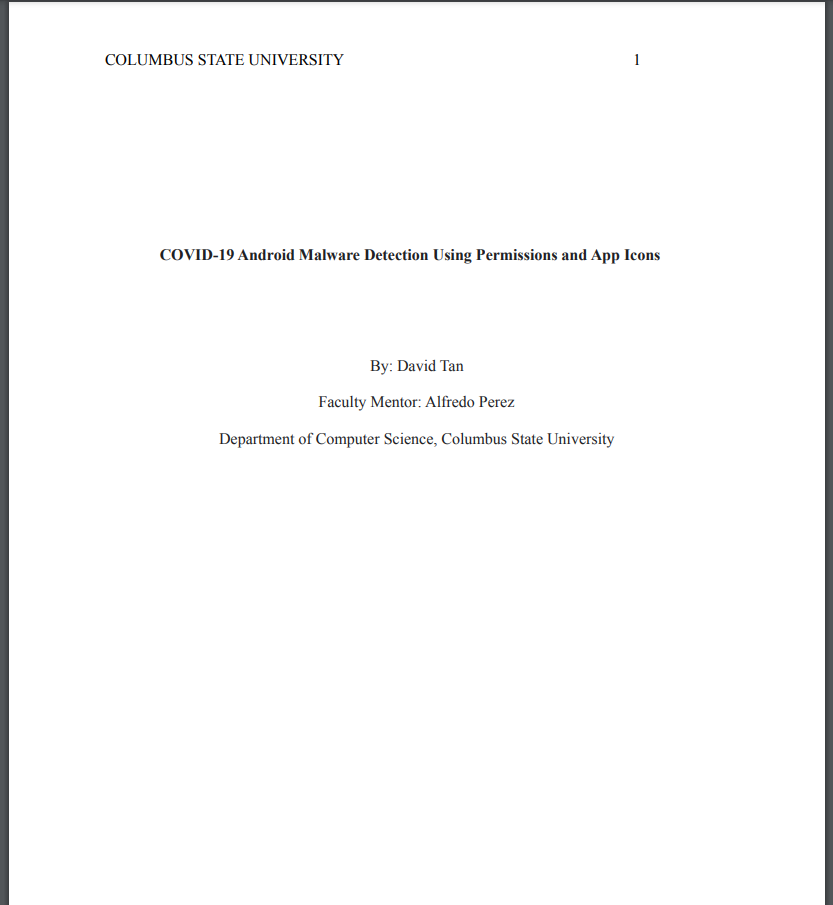 COLUMBUS STATE UNIVERSITY 1
COVID-19 Android Malware Detection Using Permissions and App Icons
By: David Tan
Faculty Mentor: Alfredo Perez
Department of Computer Science, Columbus State University